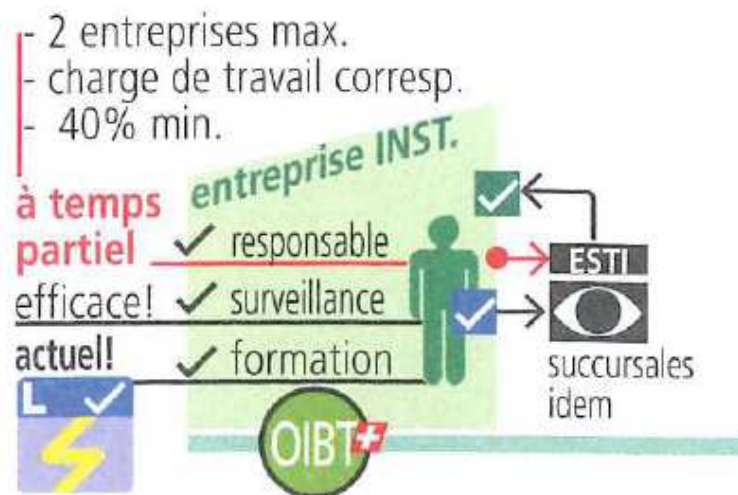 - 2 entreprises max.
- charge de travail corresp.
- 40% min.
entreprise INST.
à temps
partiel
responsable
ESTI
efficace!
surveillance
actuel!
formation
succursales
idem
L
OIBT